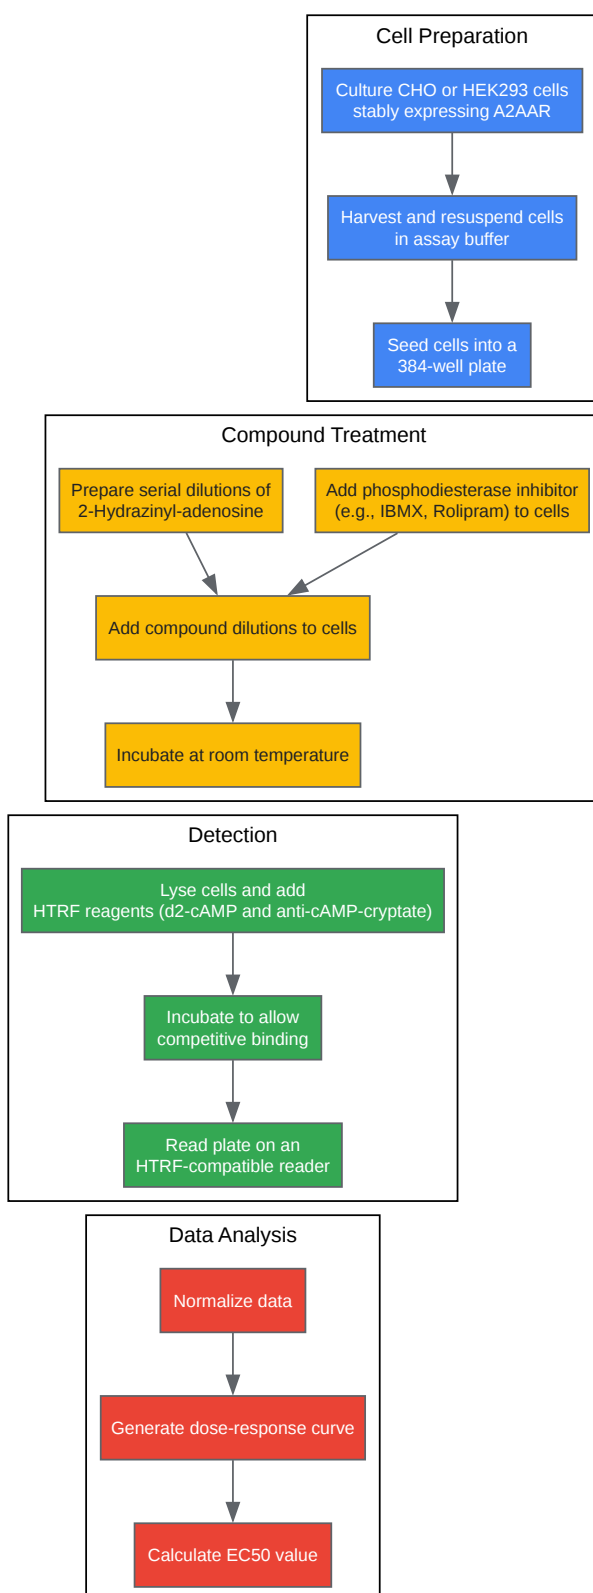 Cell Preparation
Culture CHO or HEK293 cells
stably expressing A2AAR
Harvest and resuspend cells
in assay buffer
Seed cells into a
384-well plate
Compound Treatment
Prepare serial dilutions of
2-Hydrazinyl-adenosine
Add phosphodiesterase inhibitor
(e.g., IBMX, Rolipram) to cells
Add compound dilutions to cells
Incubate at room temperature
Detection
Lyse cells and add
HTRF reagents (d2-cAMP and anti-cAMP-cryptate)
Incubate to allow
competitive binding
Read plate on an
HTRF-compatible reader
Data Analysis
Normalize data
Generate dose-response curve
Calculate EC50 value